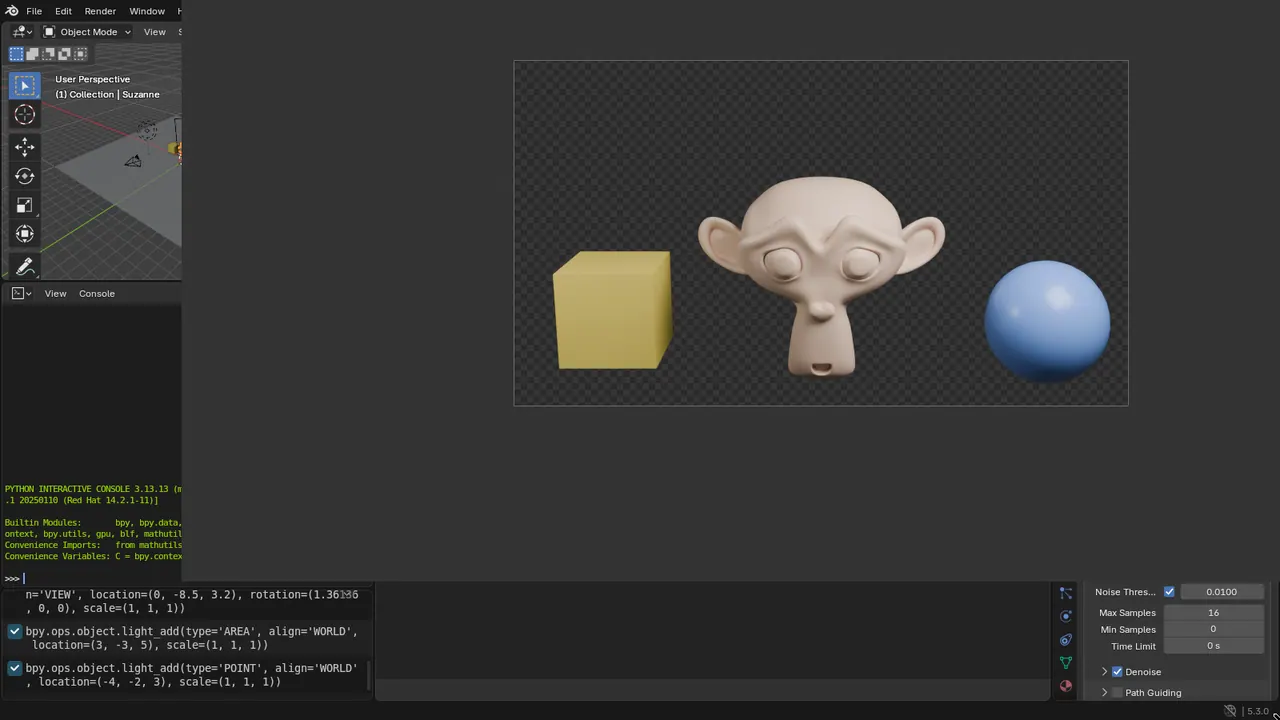 File Edit Render Window H
Object Mode View S
User Perspective
(1) Collection | Suzanne
View Console
PYTHON INTERACTIVE CONSOLE 3.13.13 (m
.1 20250110 (Red Hat 14.2.1-11)]
Builtin Modules: bpy, bpy.data,
ontext, bpy.utils, gpu, blf, mathutil
Convenience Imports: from mathutils
Convenience Variables: C = bpy.contex
>>>
n='VIEW', location=(0, -8.5, 3.2), rotation=(1.36136
, 0, 0), scale=(1, 1, 1))
bpy.ops.object.light_add(type='AREA', align='WORLD',
location=(3, -3, 5), scale=(1, 1, 1))
bpy.ops.object.light_add(type='POINT', align='WORLD'
, location=(-4, -2, 3), scale=(1, 1, 1))
Noise Thres... 0.0100
Max Samples 16
Min Samples 0
Time Limit 0 s
Denoise
Path Guiding
5.3.0